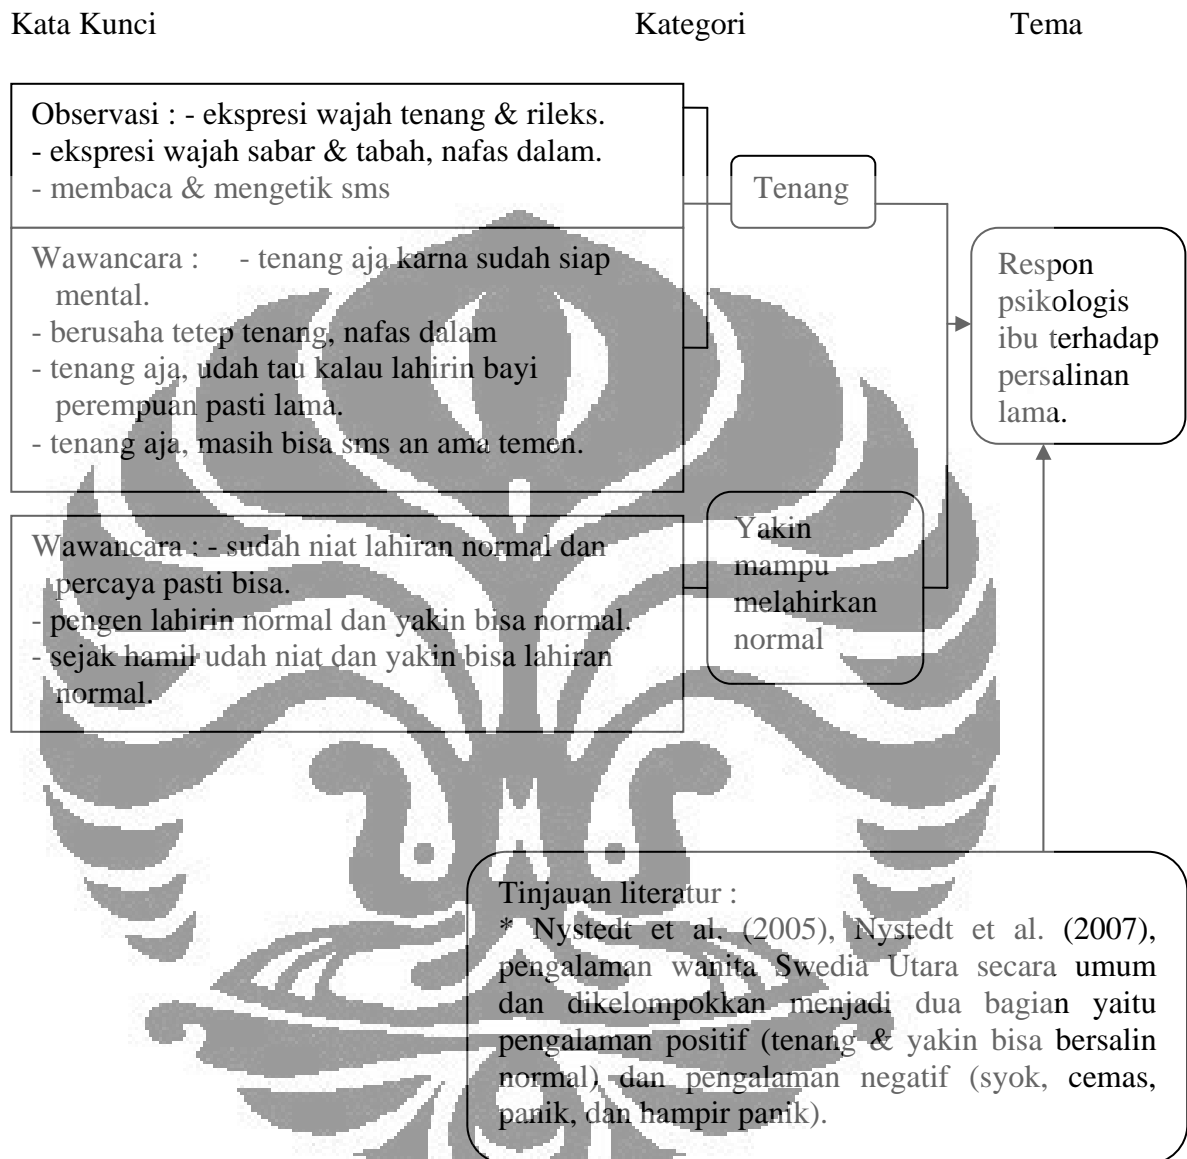 Kata Kunci Kategori Tema
Observasi : - ekspresi wajah tenang & rileks.
- ekspresi wajah sabar & tabah, nafas dalam.
- membaca & mengetik sms
Wawancara : - tenang aja karna sudah siap
mental.
- berusaha tetep tenang, nafas dalam
- tenang aja, udah tau kalau lahirin bayi
perempuan pasti lama.
- tenang aja, masih bisa sms an ama temen.
Tenang
Respon
psikologis
ibu terhadap
persalinan
lama.
Wawancara : - sudah niat lahiran normal dan
percaya pasti bisa.
- pengen lahirin normal dan yakin bisa normal.
- sejak hamil udah niat dan yakin bisa lahiran
normal.
Yakin
mampu
melahirkan
normal
Tinjauan literatur :
* Nystedt et al. (2005), Nystedt et al. (2007),
pengalaman wanita Swedia Utara secara umum
dan dikelompokkan menjadi dua bagian yaitu
pengalaman positif (tenang & yakin bisa bersalin
normal) dan pengalaman negatif (syok, cemas,
panik, dan hampir panik).